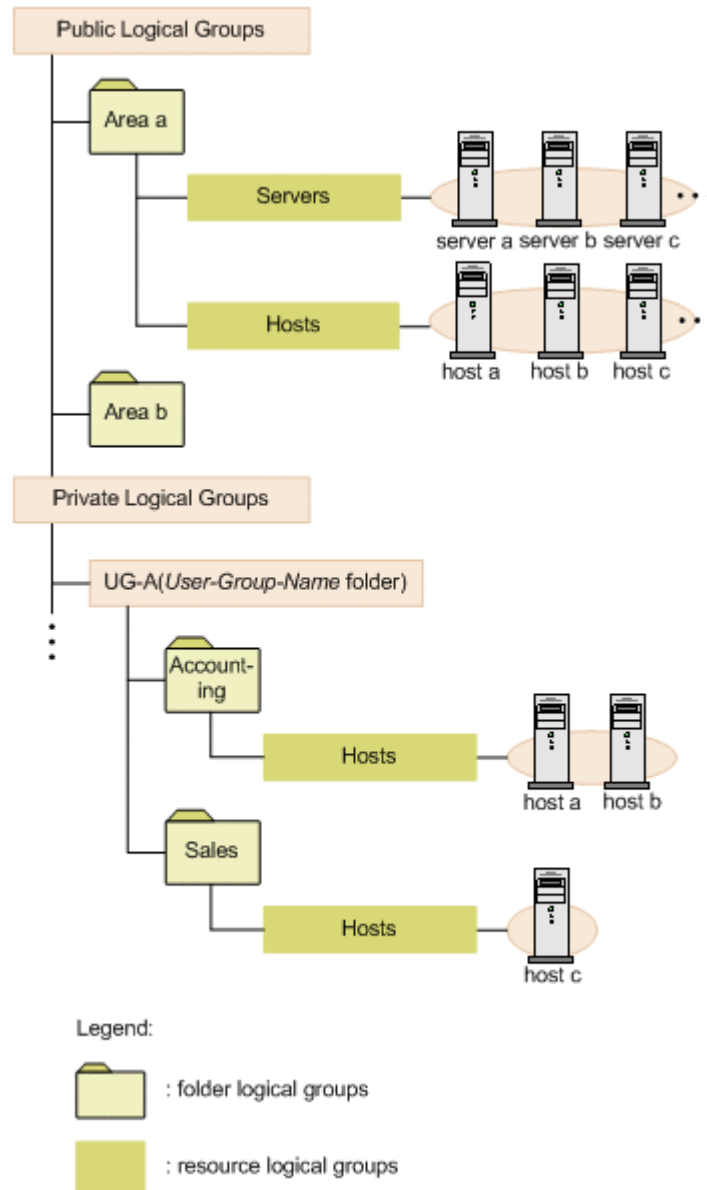 Public Logical Groups
Area a
Servers
server a server b server c
Hosts
host a host b host c
Area b
Private Logical Groups
UG-A(User-Group-Name folder)
Account-
ing
Hosts
host a host b
Sales
Hosts
host c
Legend:
: folder logical groups
: resource logical groups